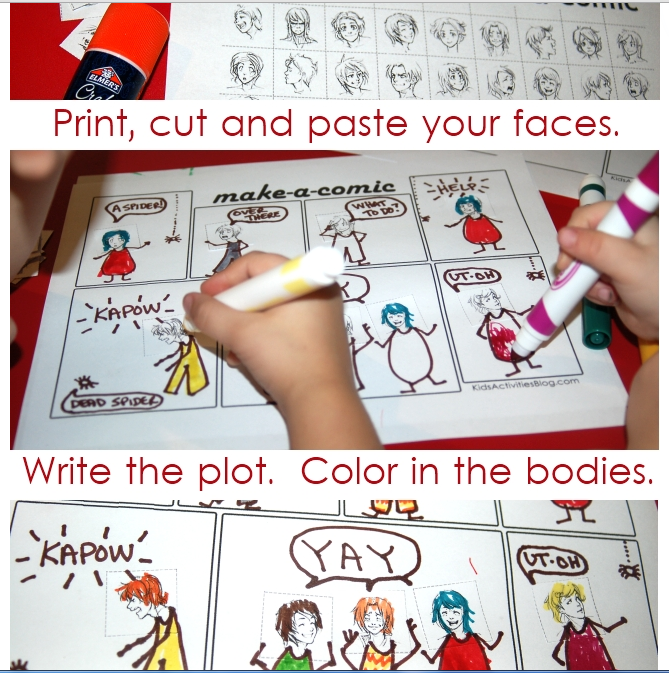 comic
ELMER'S
Print, cut and paste your faces.
make-a-comic
A SPIDER!
OVER
THERE
WHAT
TO DO?
HELP
KAPOW
DEAD SPIDER
Y
UT-OH
KidsActivitiesBlog.com
Write the plot. Color in the bodies.
KAPOW
YAY
UT-OH